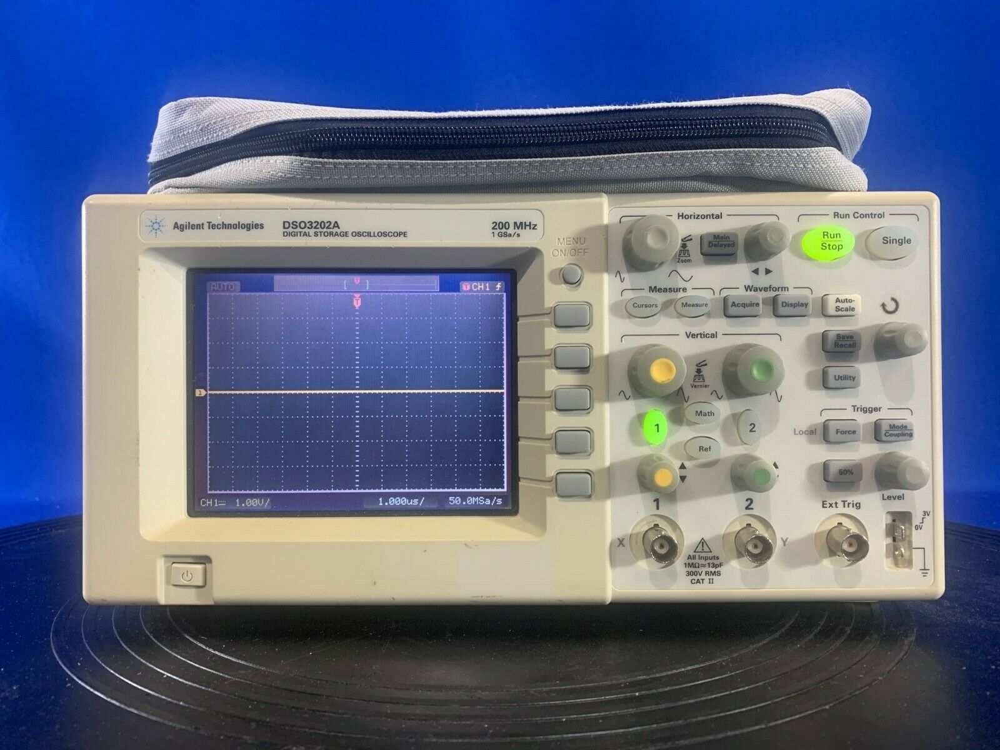 Agilent Technologies
DSO3202A
DIGITAL STORAGE OSCILLOSCOPE
200 MHz
1 GSa/s
MENU
ON/OFF
AUTO
T CH1
T
1
CH1 1.00V/
1.000us/
50.0MSa/s
Horizontal
Run Control
Main
Delayed
Zoom
Run
Stop
Single
Measure
Waveform
Cursors
Measure
Acquire
Display
Auto-
Scale
Vertical
Save
Recall
Vernier
Utility
Math
1
2
Ref
Trigger
Local
Force
Mode
Coupling
50%
Level
1
2
Ext Trig
X
Y
All Inputs
1MΩ≈13pF
300V RMS
CAT II
3V
0V